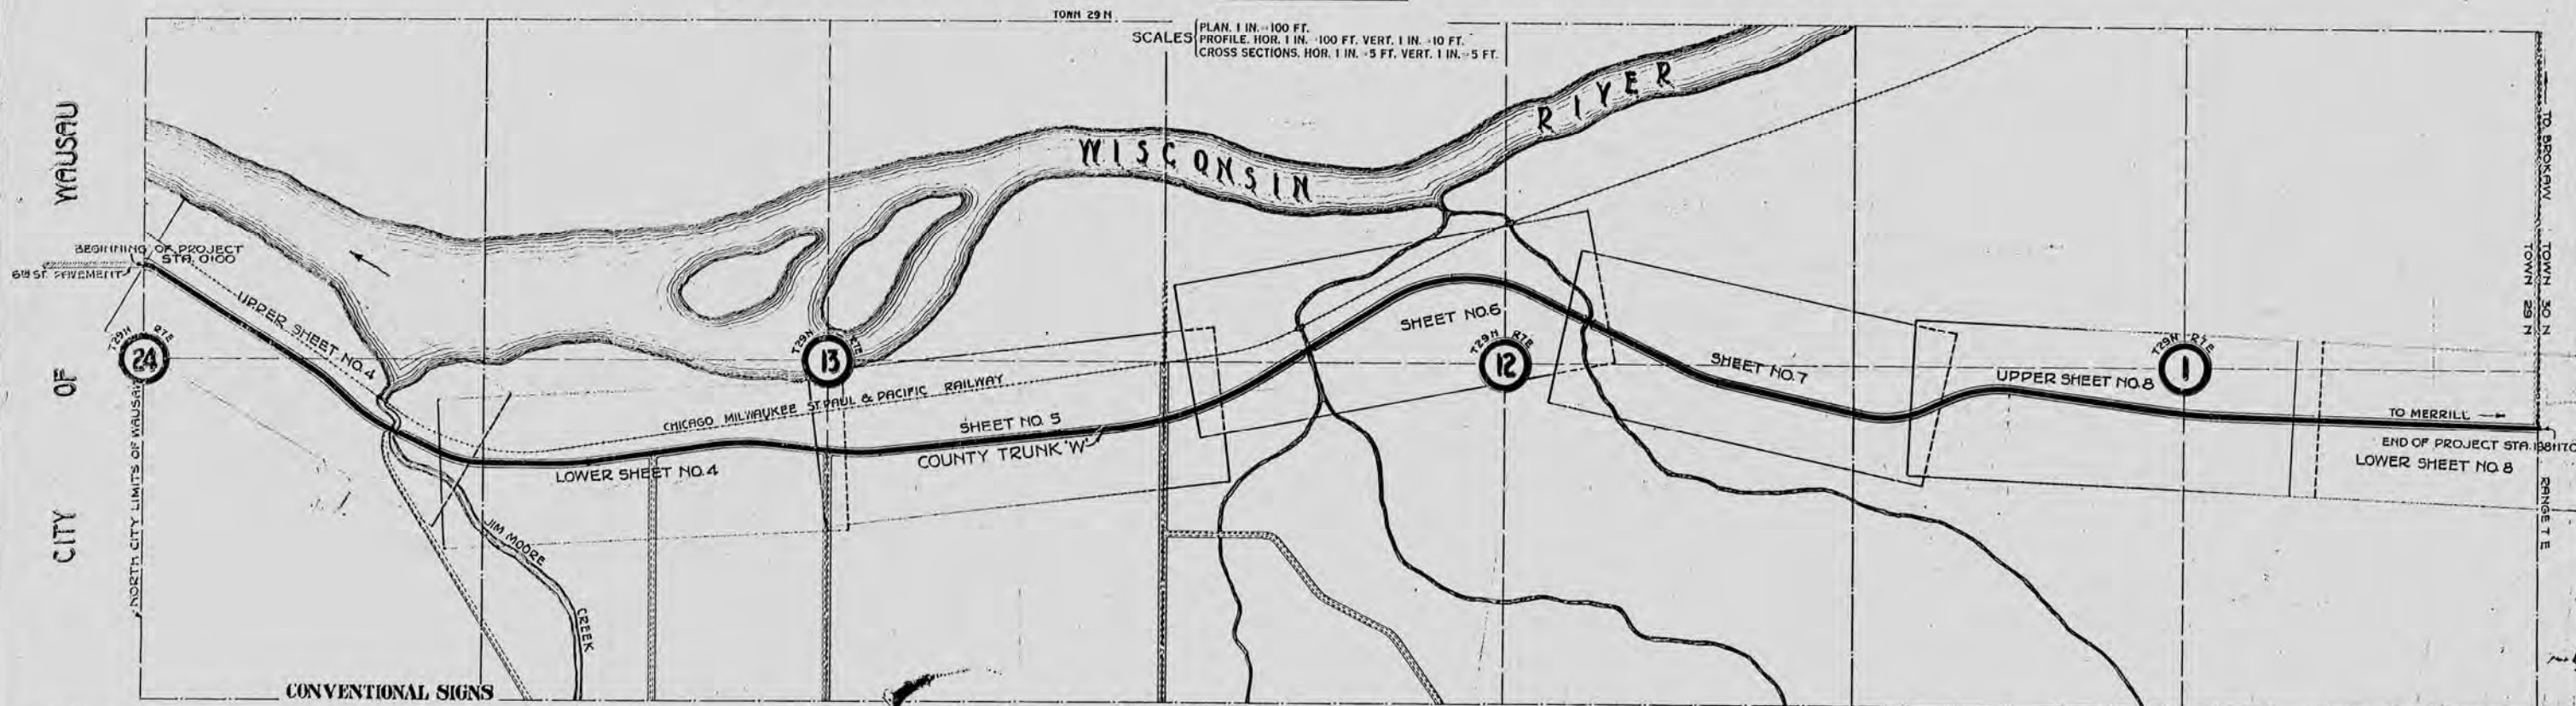 TOWN 29 N
SCALES
PLAN. 1 IN. = 100 FT.
PROFILE. HOR. 1 IN. = 100 FT. VERT. 1 IN. = 10 FT.
CROSS SECTIONS. HOR. 1 IN. = 5 FT. VERT. 1 IN. = 5 FT.
CITY OF WAUSAU
WISCONSIN RIVER
BEGINNING OF PROJECT
STA. 0+00
6TH ST. PAVEMENT
NORTH CITY LIMITS OF WAUSAU
T29N R7E
24
UPPER SHEET NO. 4
T29N R7E
13
CHICAGO MILWAUKEE ST. PAUL & PACIFIC RAILWAY
SHEET NO. 5
COUNTY TRUNK "W"
LOWER SHEET NO. 4
JIM MOORE
CREEK
SHEET NO. 6
T29N R7E
12
SHEET NO. 7
UPPER SHEET NO. 8
T29N R7E
1
TO MERRILL
END OF PROJECT STA.
LOWER SHEET NO. 8
TO BROKAW
TOWN 30 N
TOWN 29 N
RANGE 7 E
CONVENTIONAL SIGNS